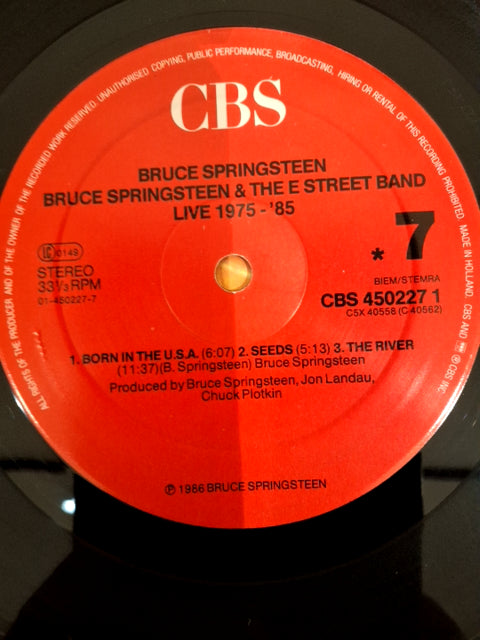 ALL RIGHTS OF THE PRODUCER AND OF THE OWNER OF THE RECORDED WORK RESERVED. UNAUTHORISED COPYING, PUBLIC PERFORMANCE, BROADCASTING, HIRING OR RENTAL OF THIS RECORDING PROHIBITED. MADE IN HOLLAND. CBS AND ® CBS INC.
CBS
BRUCE SPRINGSTEEN
BRUCE SPRINGSTEEN & THE E STREET BAND
LIVE 1975 - '85
* 7
LC 0149
STEREO
33 1/3 RPM
01-450227-7
BIEM/STEMRA
CBS 450227 1
C5X 40558 (C 40562)
1. BORN IN THE U.S.A. (6:07) 2. SEEDS (5:13) 3. THE RIVER
(11:37)(B. Springsteen) Bruce Springsteen
Produced by Bruce Springsteen, Jon Landau,
Chuck Plotkin
℗ 1986 BRUCE SPRINGSTEEN